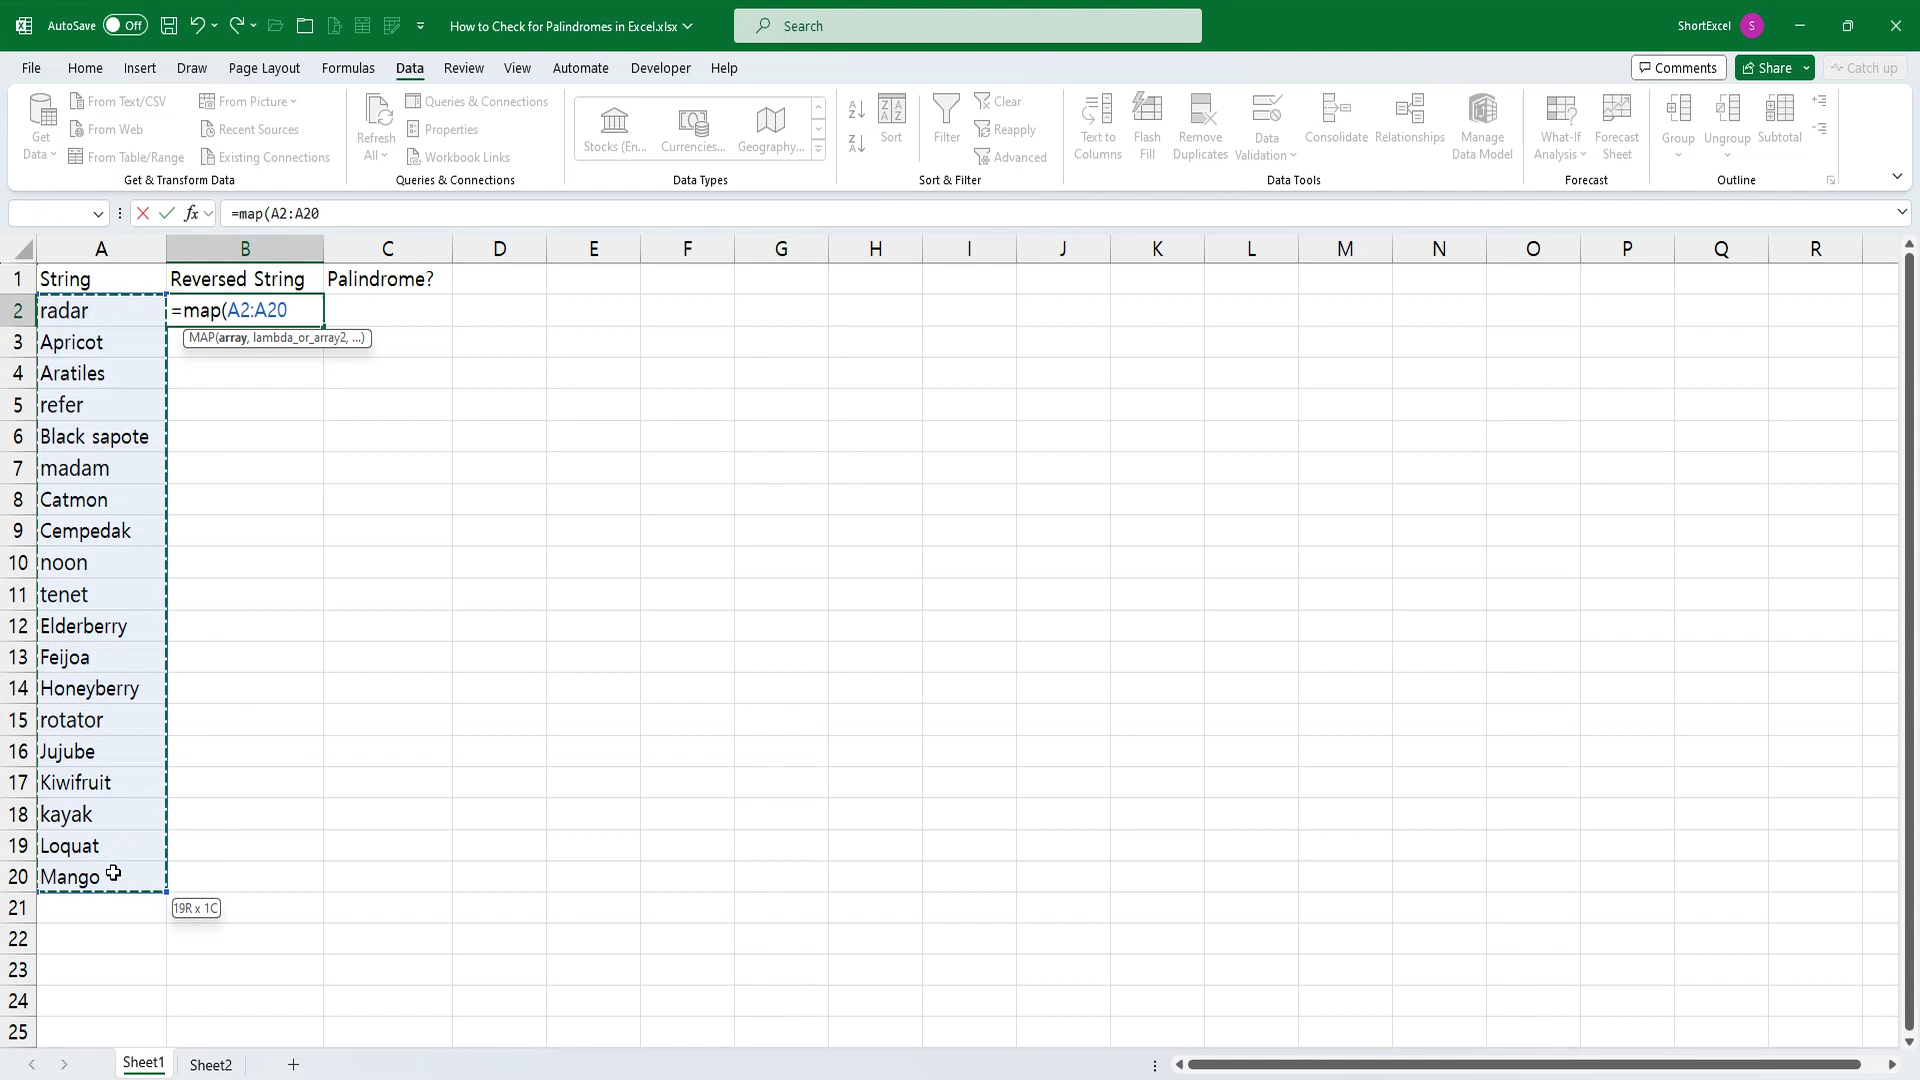 AutoSave Off How to Check for Palindromes in Excel.xlsx Search ShortExcel S
File Home Insert Draw Page Layout Formulas Data Review View Automate Developer Help Comments Share Catch up
Get Data
From Text/CSV
From Web
From Table/Range
From Picture
Recent Sources
Existing Connections
Get & Transform Data
Refresh All
Queries & Connections
Properties
Workbook Links
Queries & Connections
Stocks (En...
Currencies...
Geography...
Data Types
Sort
Filter
Clear
Reapply
Advanced
Sort & Filter
Text to Columns
Flash Fill
Remove Duplicates
Data Validation
Consolidate
Relationships
Manage Data Model
Data Tools
What-If Analysis
Forecast Sheet
Forecast
Group
Ungroup
Subtotal
Outline
fx =map(A2:A20
A B C D E F G H I J K L M N O P Q R
1 String Reversed String Palindrome?
2 radar =map(A2:A20
MAP(array, lambda_or_array2, ...)
3 Apricot
4 Aratiles
5 refer
6 Black sapote
7 madam
8 Catmon
9 Cempedak
10 noon
11 tenet
12 Elderberry
13 Feijoa
14 Honeyberry
15 rotator
16 Jujube
17 Kiwifruit
18 kayak
19 Loquat
20 Mango
21 19R x 1C
22
23
24
25
Sheet1 Sheet2